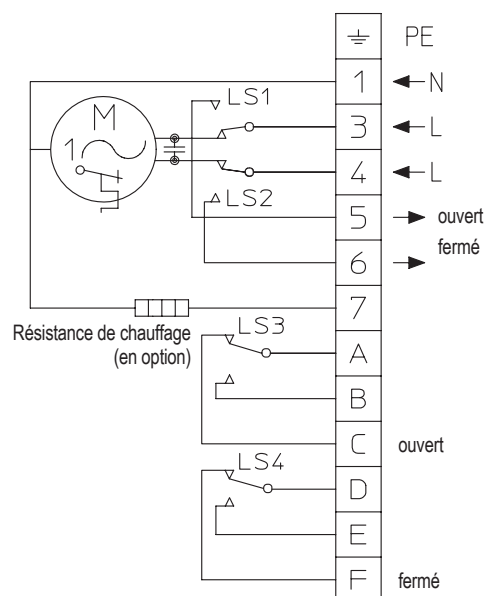 PE
1 N
LS1
M
1
3 L
4 L
LS2
5 ouvert
fermé
6
7
Résistance de chauffage
(en option)
LS3
A
B
C ouvert
LS4
D
E
F fermé